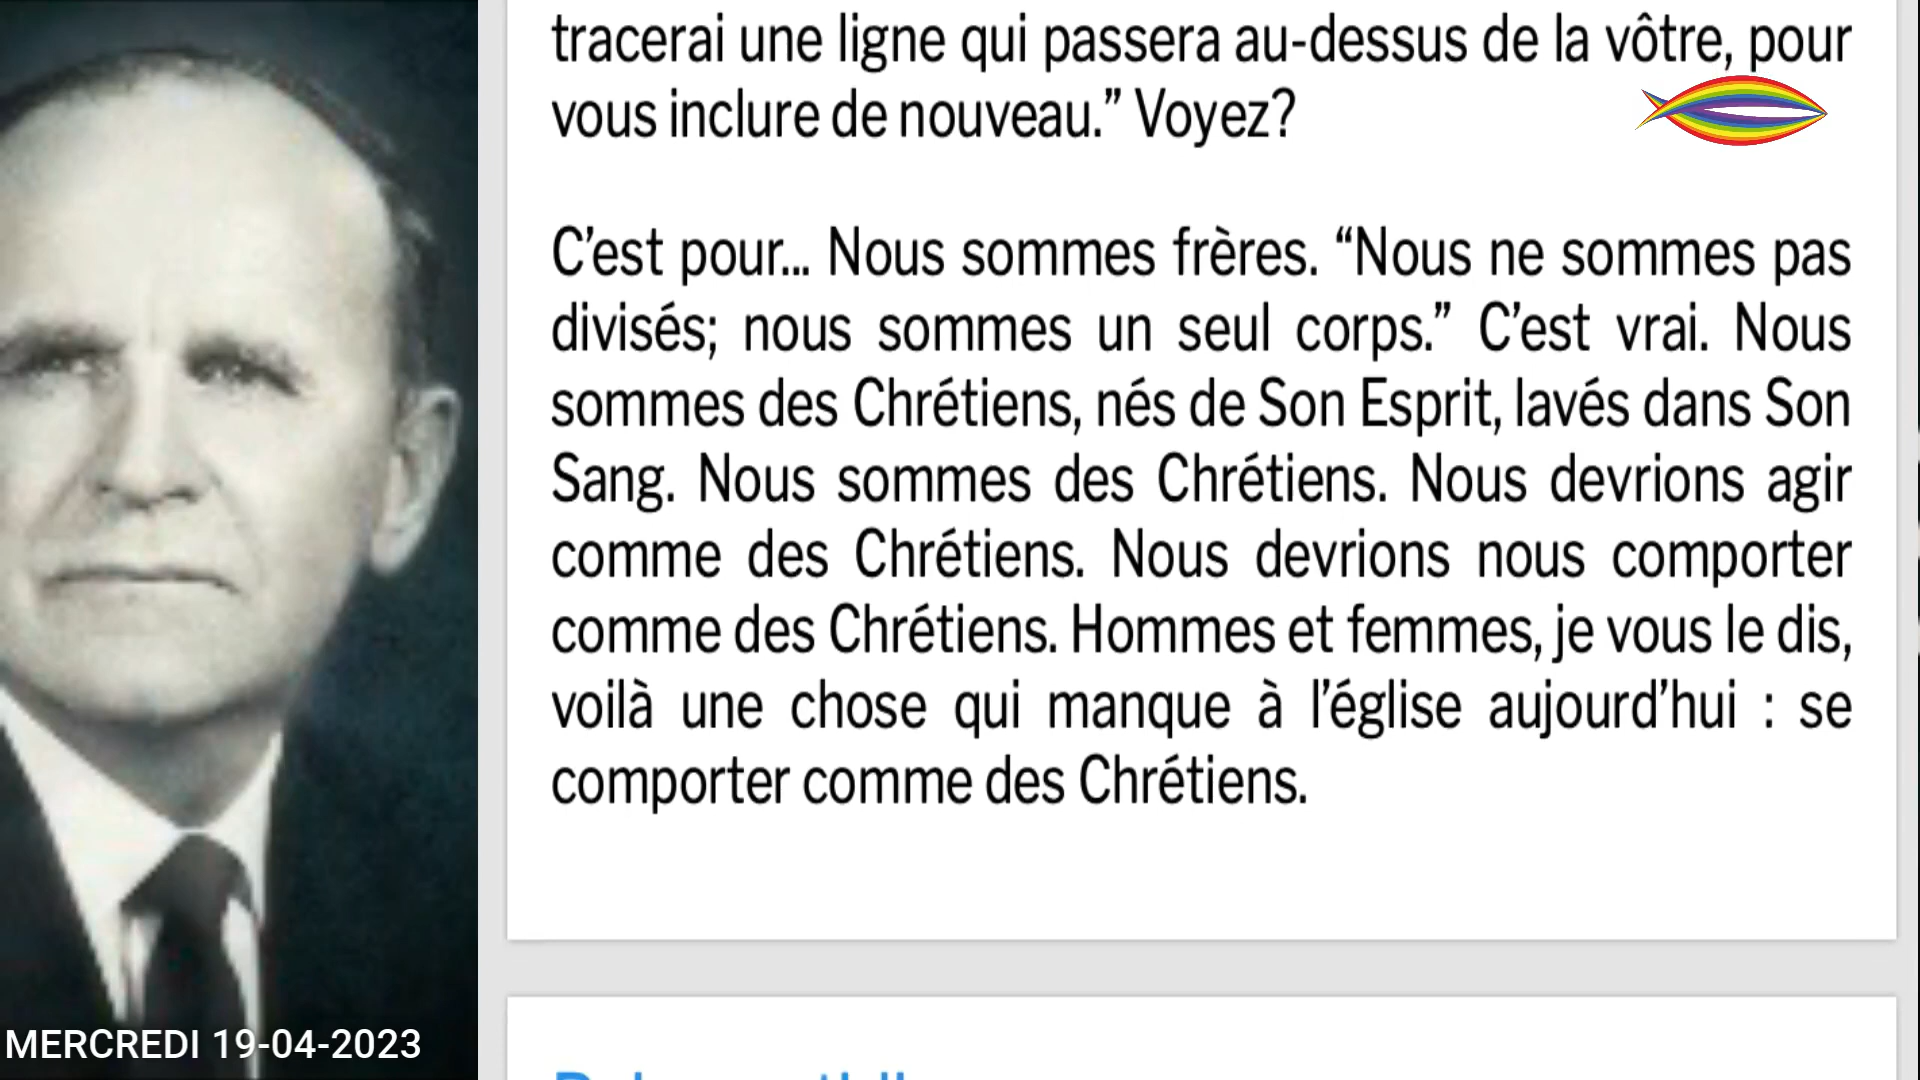 tracerai une ligne qui passera au-dessus de la vôtre, pour
vous inclure de nouveau.” Voyez?
C’est pour... Nous sommes frères. “Nous ne sommes pas
divisés; nous sommes un seul corps.” C’est vrai. Nous
sommes des Chrétiens, nés de Son Esprit, lavés dans Son
Sang. Nous sommes des Chrétiens. Nous devrions agir
comme des Chrétiens. Nous devrions nous comporter
comme des Chrétiens. Hommes et femmes, je vous le dis,
voilà une chose qui manque à l’église aujourd’hui : se
comporter comme des Chrétiens.
MERCREDI 19-04-2023